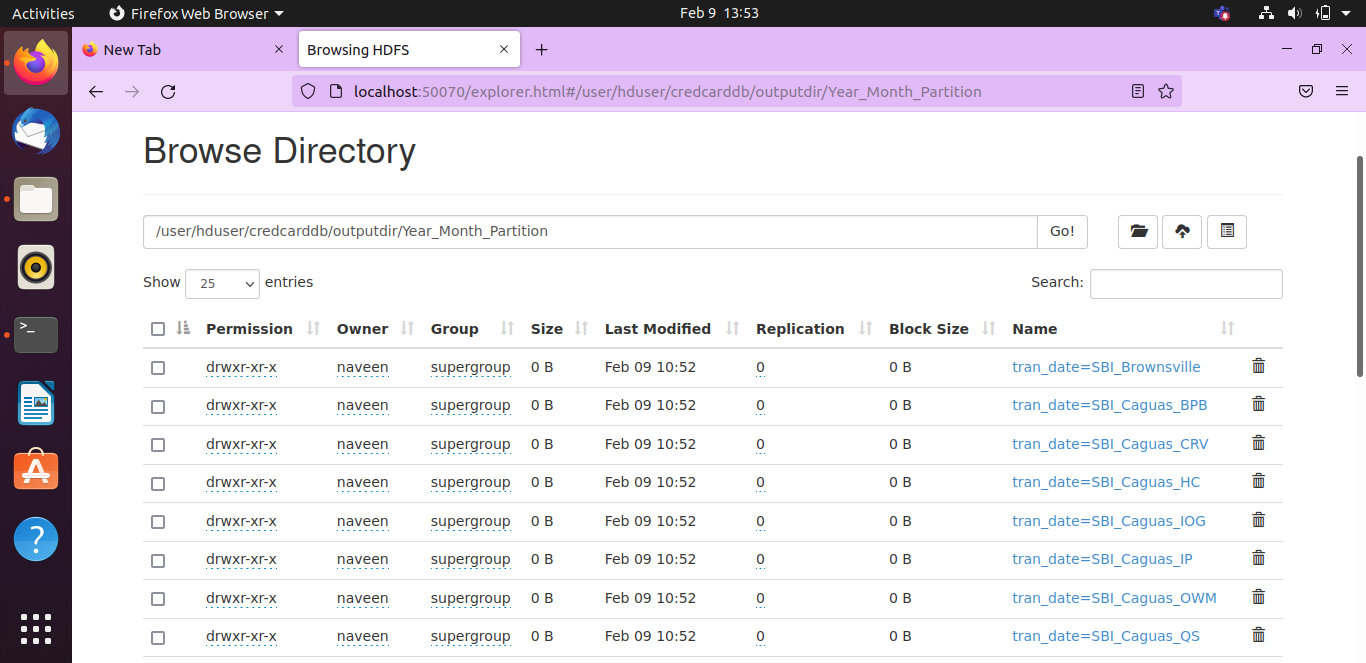 Activities Firefox Web Browser Feb 9 13:53
New Tab Browsing HDFS
localhost:50070/explorer.html#/user/hduser/credcarddb/outputdir/Year_Month_Partition
Browse Directory
/user/hduser/credcarddb/outputdir/Year_Month_Partition Go!
Show 25 entries Search:
Permission Owner Group Size Last Modified Replication Block Size Name
drwxr-xr-x naveen supergroup 0 B Feb 09 10:52 0 0 B tran_date=SBI_Brownsville
drwxr-xr-x naveen supergroup 0 B Feb 09 10:52 0 0 B tran_date=SBI_Caguas_BPB
drwxr-xr-x naveen supergroup 0 B Feb 09 10:52 0 0 B tran_date=SBI_Caguas_CRV
drwxr-xr-x naveen supergroup 0 B Feb 09 10:52 0 0 B tran_date=SBI_Caguas_HC
drwxr-xr-x naveen supergroup 0 B Feb 09 10:52 0 0 B tran_date=SBI_Caguas_IOG
drwxr-xr-x naveen supergroup 0 B Feb 09 10:52 0 0 B tran_date=SBI_Caguas_IP
drwxr-xr-x naveen supergroup 0 B Feb 09 10:52 0 0 B tran_date=SBI_Caguas_OWM
drwxr-xr-x naveen supergroup 0 B Feb 09 10:52 0 0 B tran_date=SBI_Caguas_QS